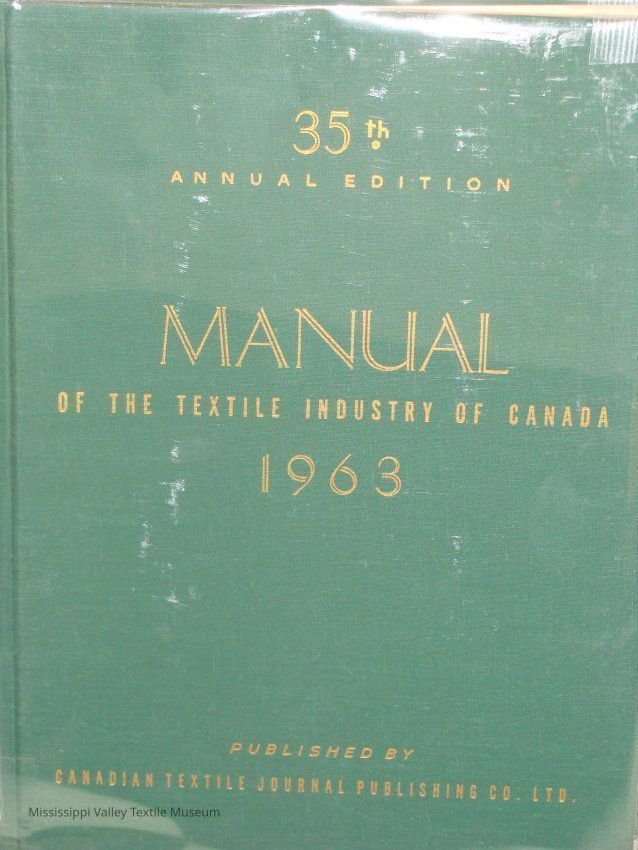 35th
ANNUAL EDITION
MANUAL
OF THE TEXTILE INDUSTRY OF CANADA
1963
PUBLISHED BY
CANADIAN TEXTILE JOURNAL PUBLISHING CO. LTD.
Mississippi Valley Textile Museum